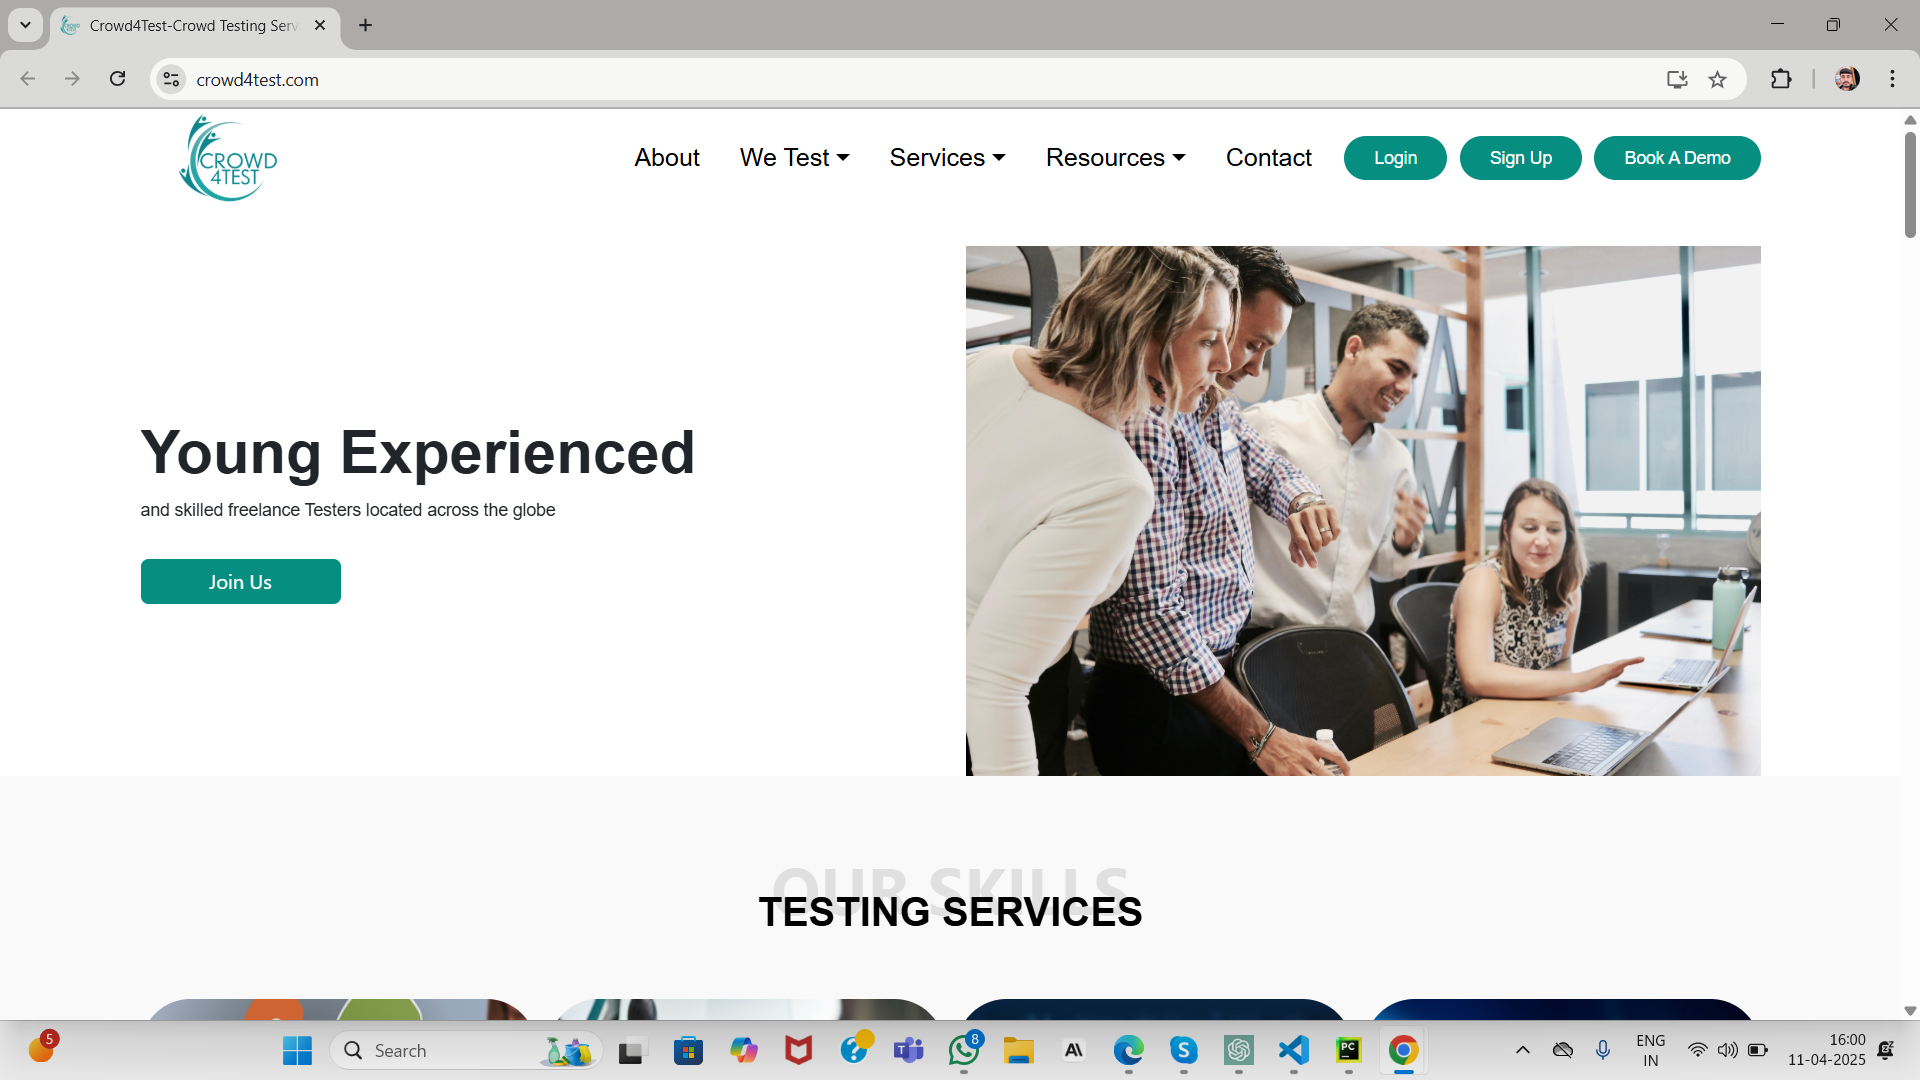 Crowd4Test-Crowd Testing Serv
crowd4test.com
CROWD
4TEST
About
We Test
Services
Resources
Contact
Login
Sign Up
Book A Demo
Young Experienced
and skilled freelance Testers located across the globe
Join Us
OUR SKILLS
TESTING SERVICES
5
Search
8
PC
ENG
IN
16:00
11-04-2025